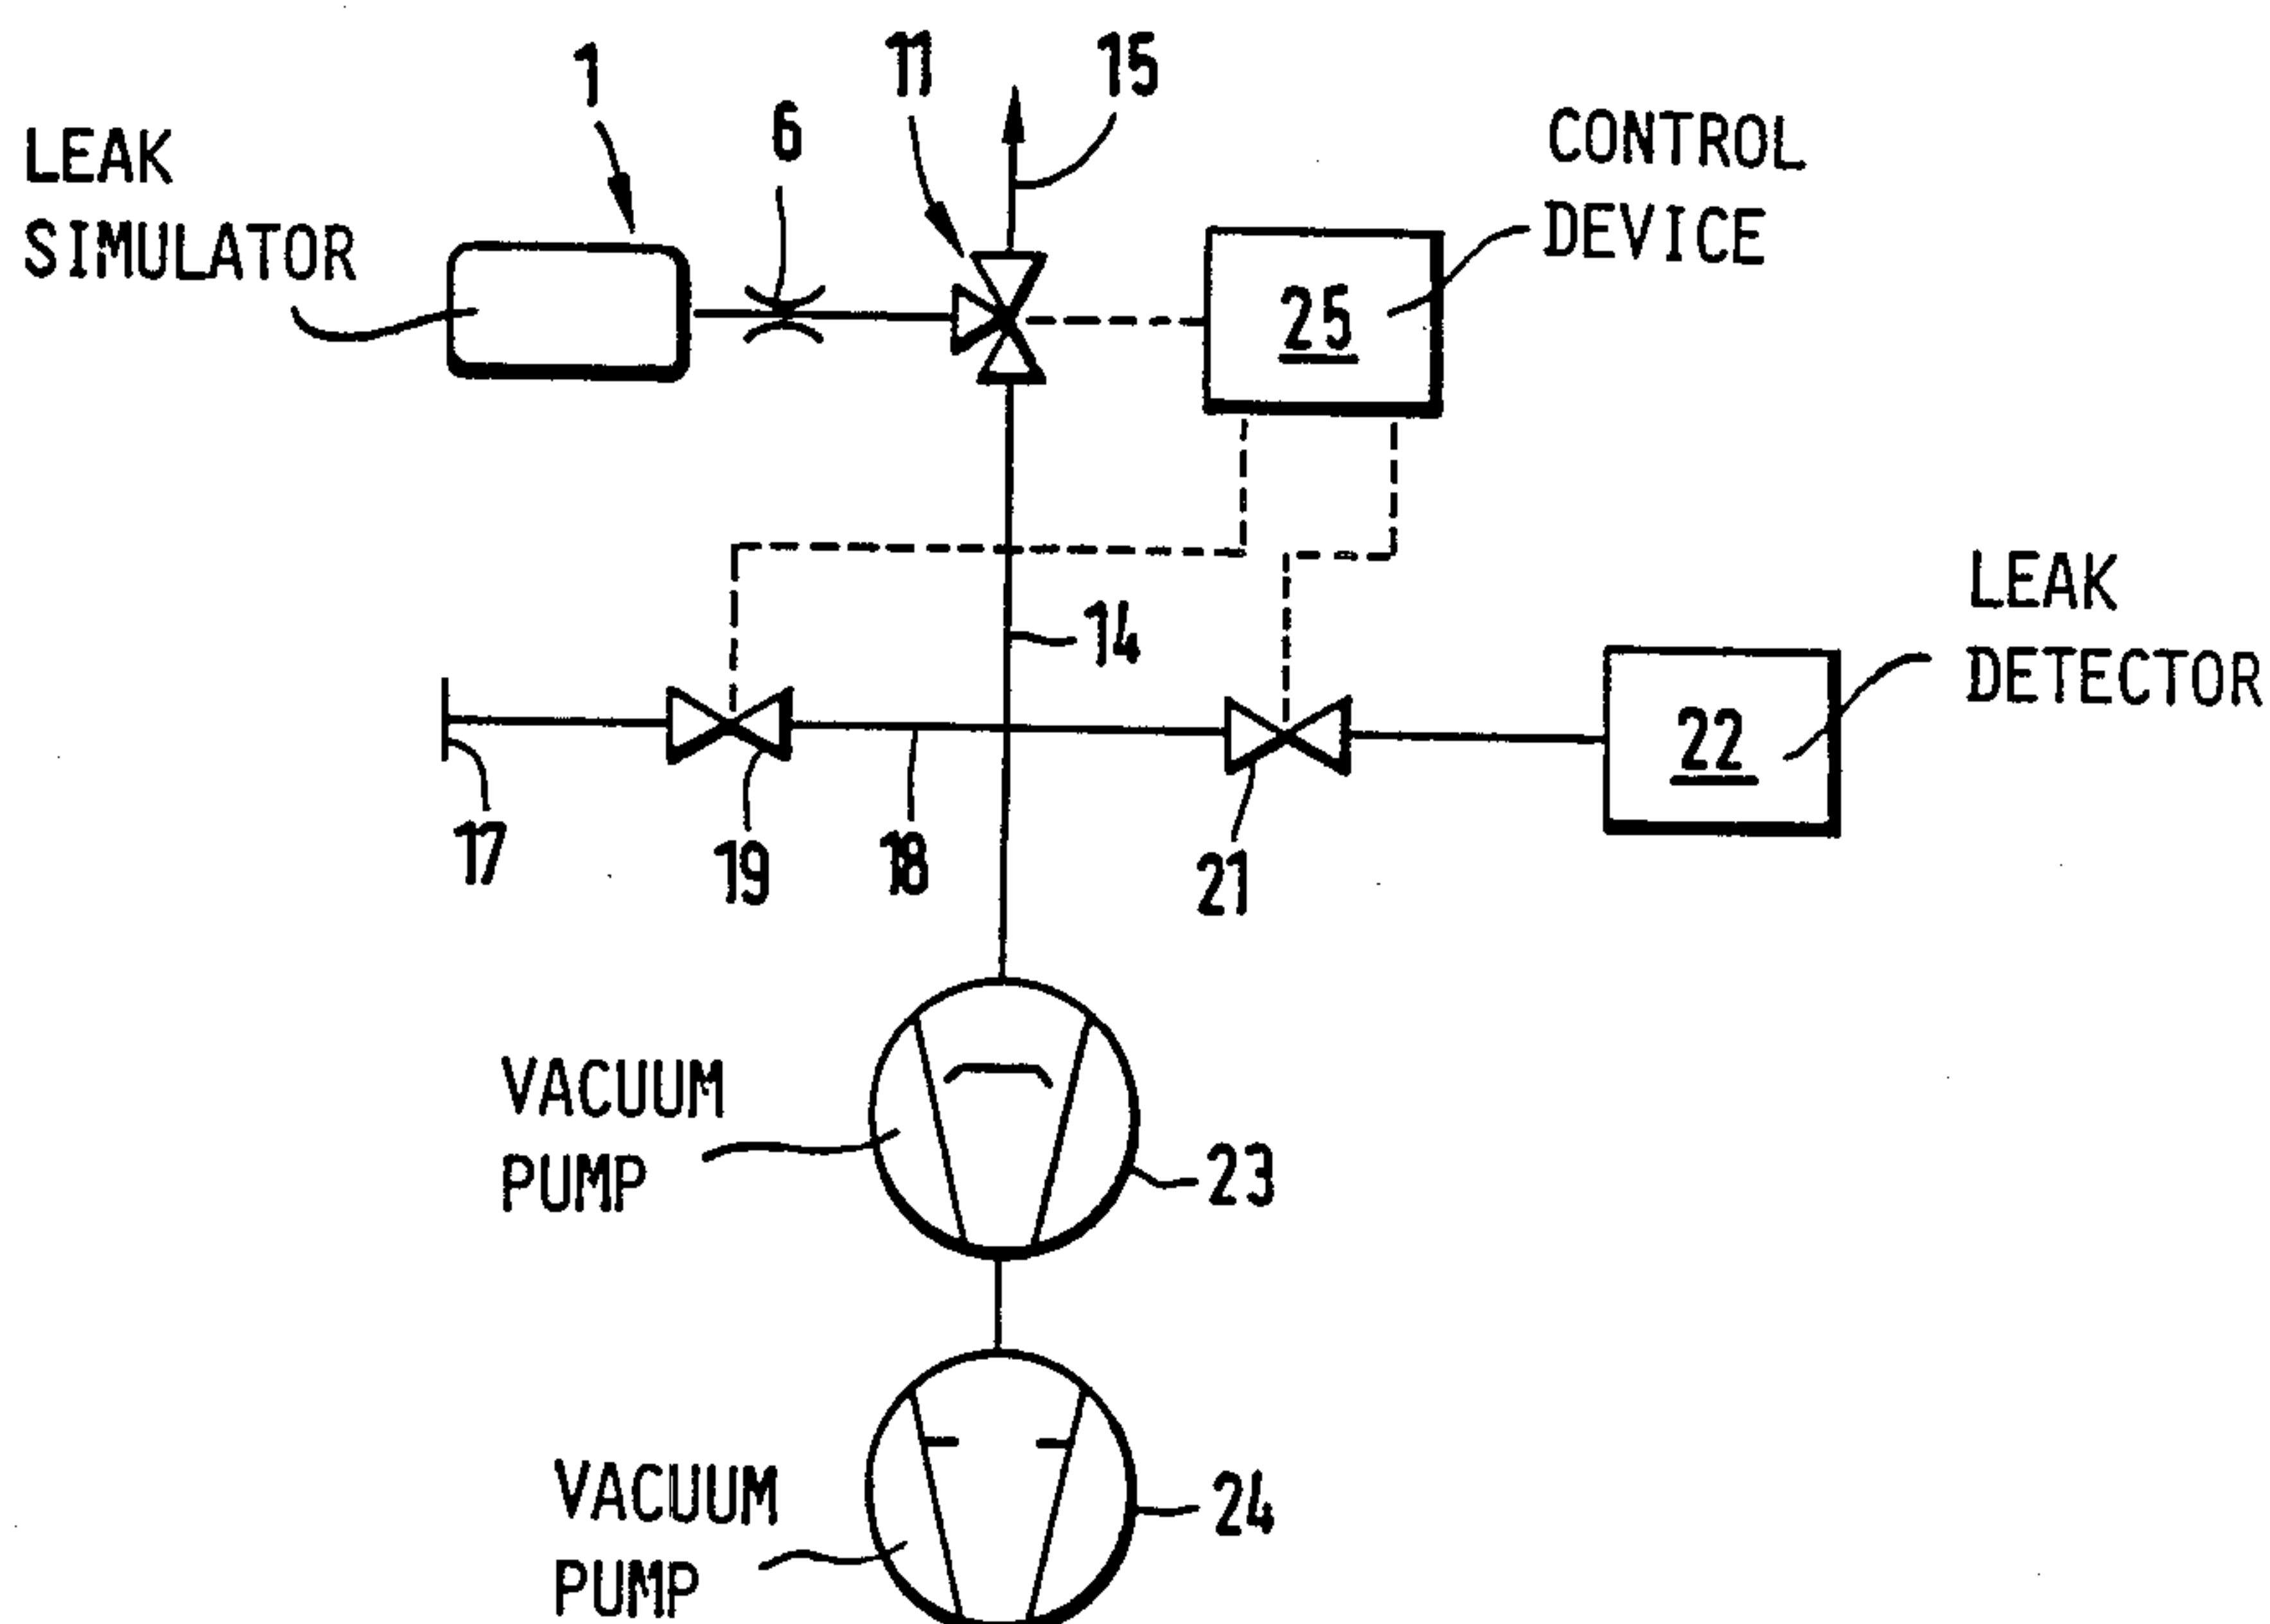 1
11
15
6
LEAK
SIMULATOR
CONTROL
DEVICE
25
14
LEAK
DETECTOR
22
17
19
18
21
VACUUM
PUMP
23
VACUUM
PUMP
24